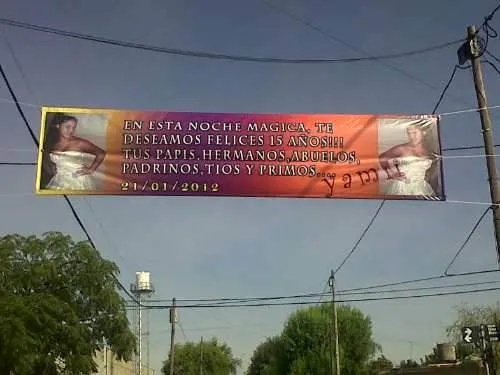 EN ESTA NOCHE MAGICA, TE
DESEAMOS FELICES 15 AÑOS!!!
TUS PAPIS,HERMANOS,ABUELOS,
PADRINOS,TIOS Y PRIMOS....
yamii
21/01/2012